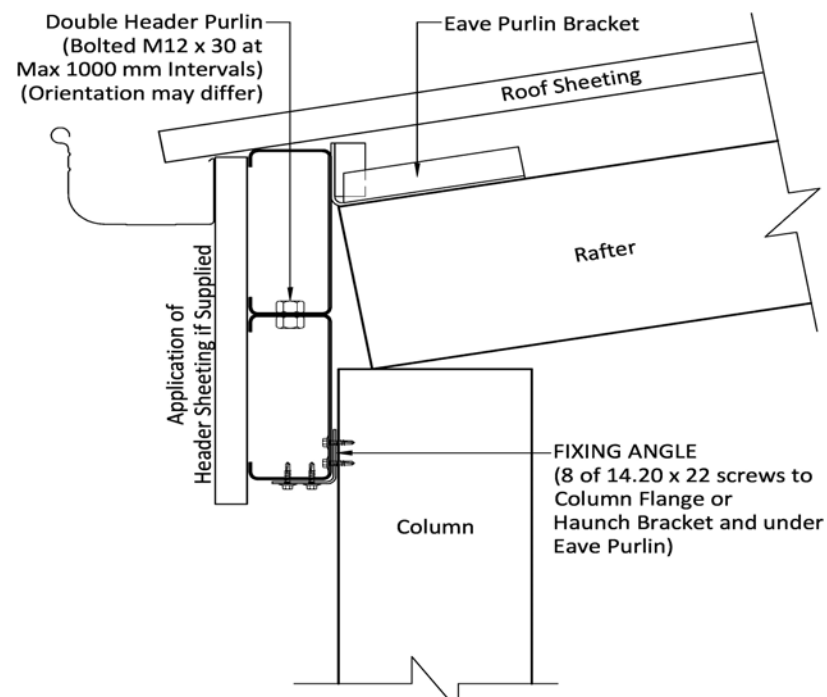 Double Header Purlin
(Bolted M12 x 30 at
Max 1000 mm Intervals)
(Orientation may differ)
Eave Purlin Bracket
Roof Sheeting
Rafter
Application of
Header Sheeting if Supplied
FIXING ANGLE
(8 of 14.20 x 22 screws to
Column Flange or
Haunch Bracket and under
Eave Purlin)
Column